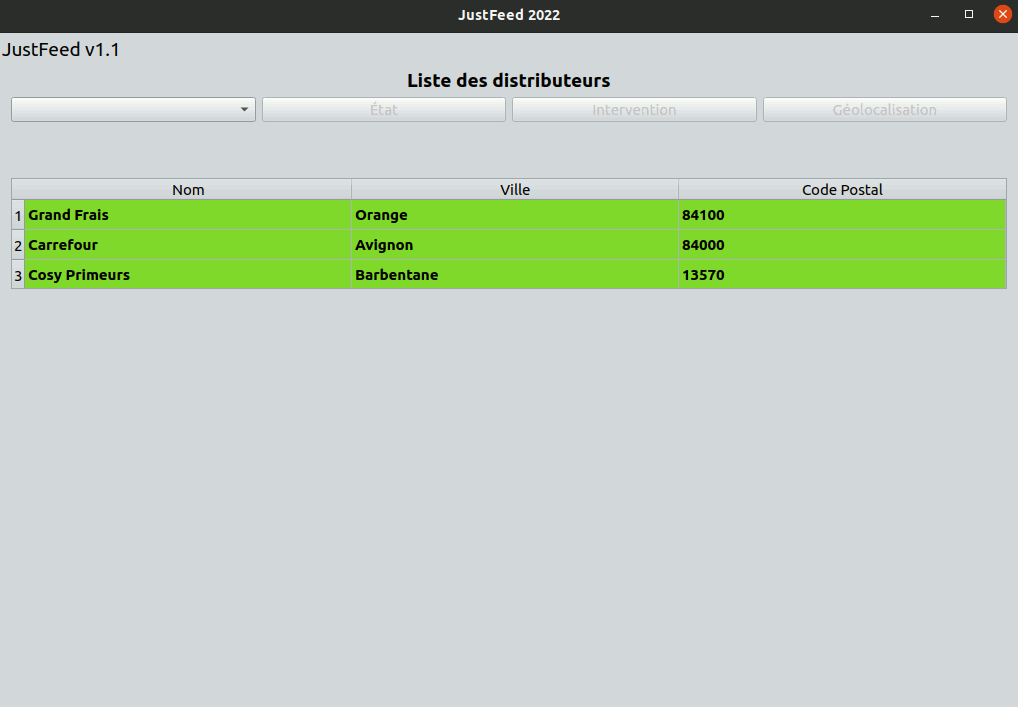 JustFeed 2022
JustFeed v1.1
Liste des distributeurs
État Intervention Géolocalisation
Nom Ville Code Postal
1 Grand Frais Orange 84100
2 Carrefour Avignon 84000
3 Cosy Primeurs Barbentane 13570